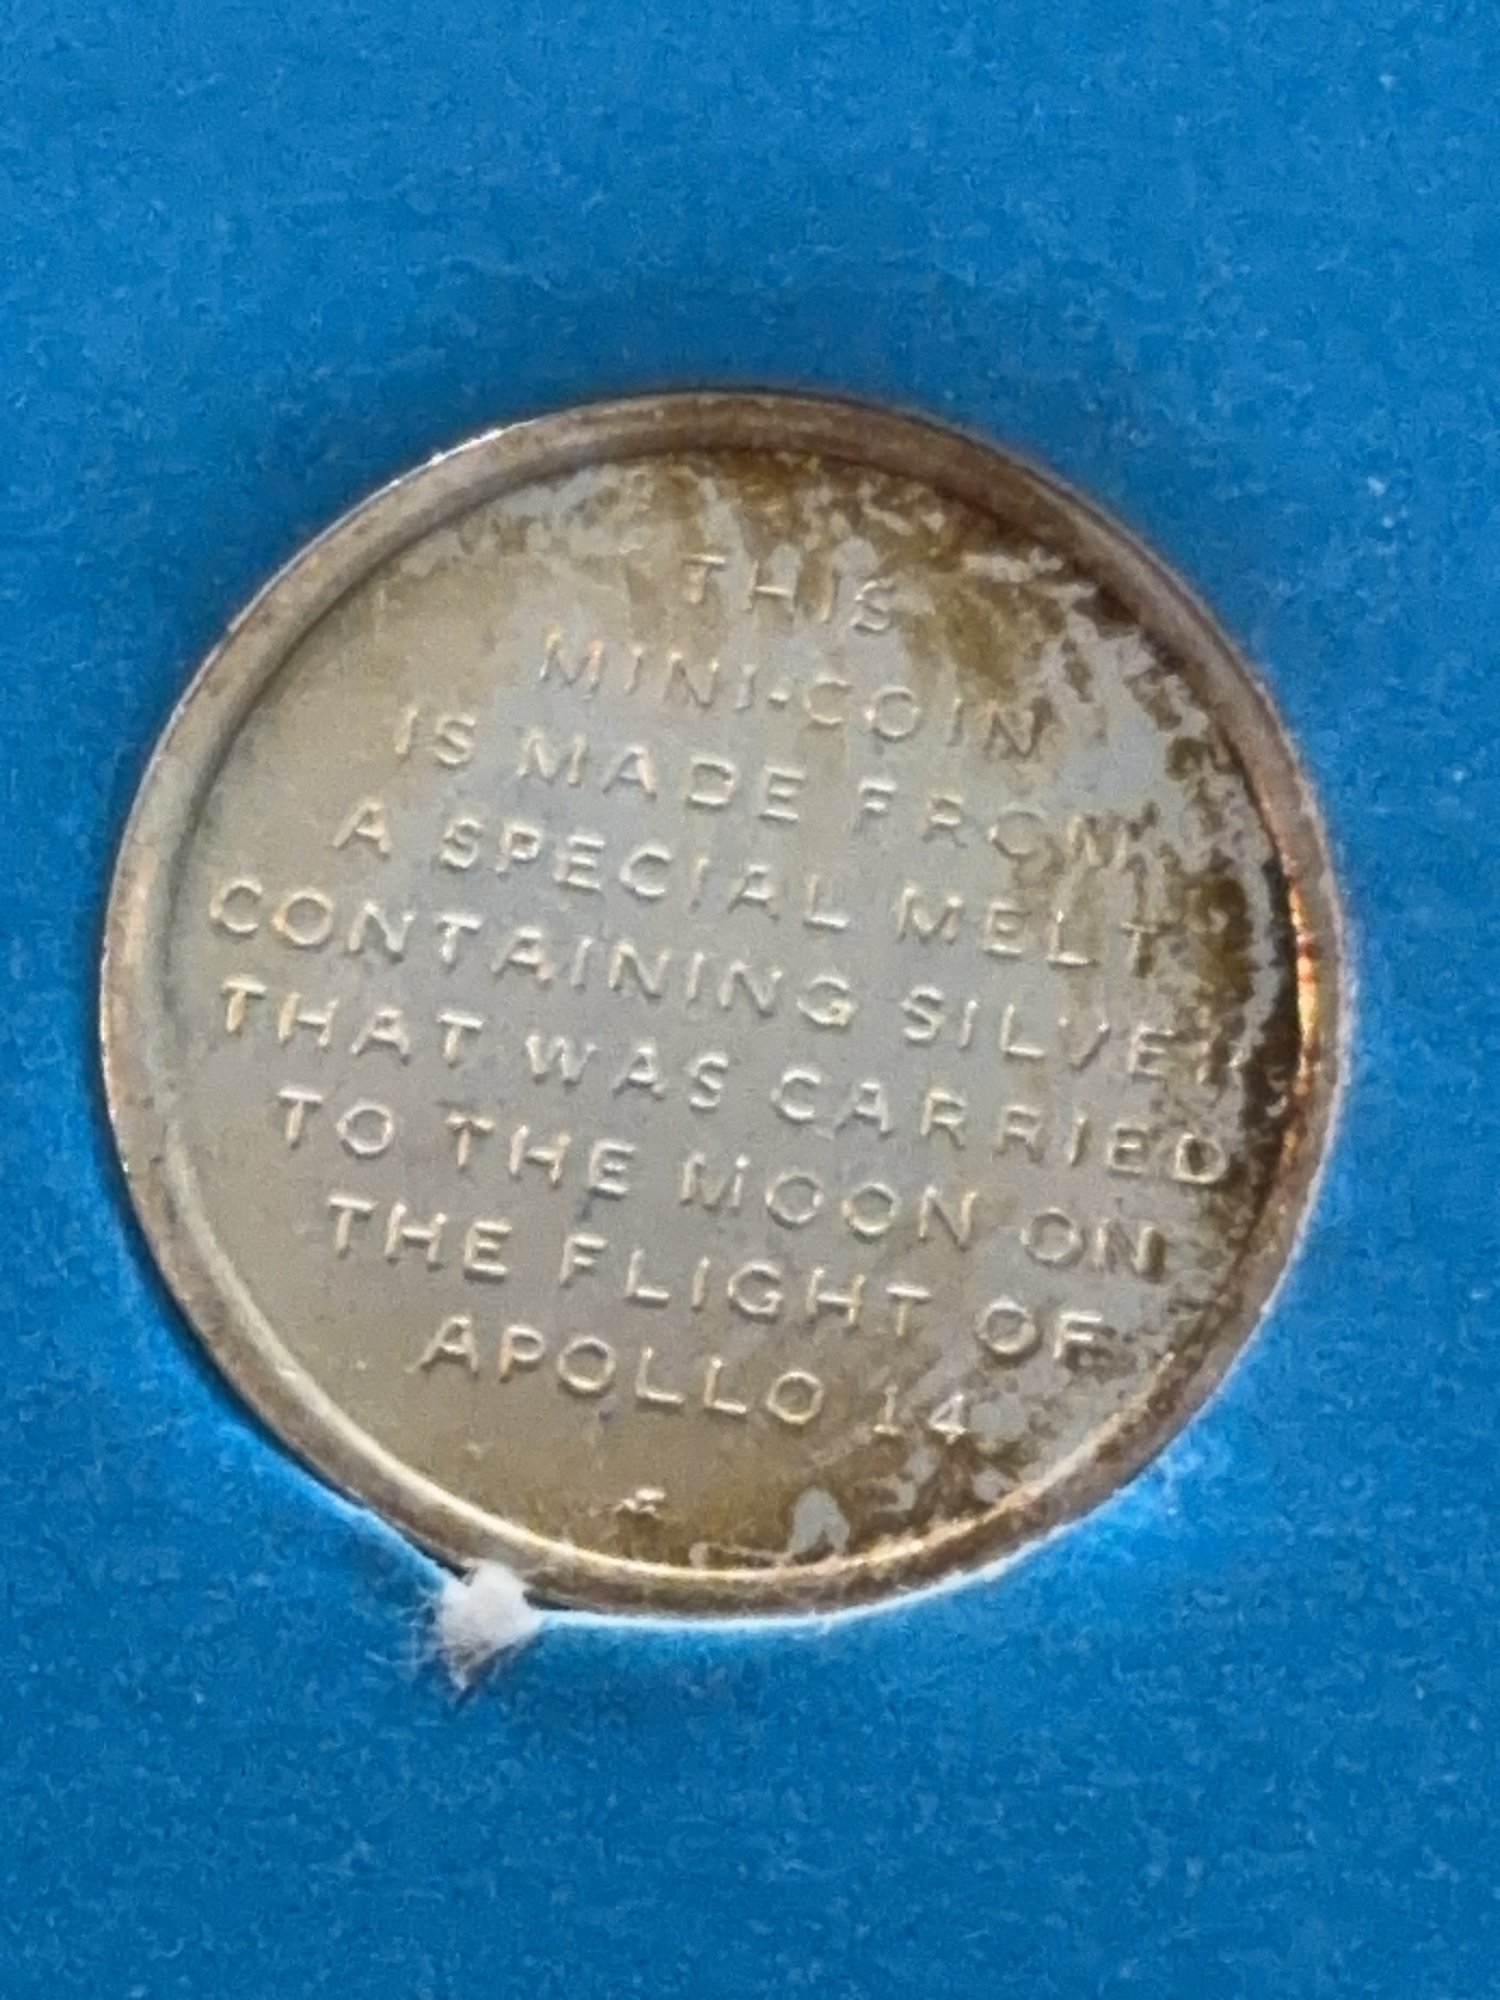 THIS
MINI-COIN
IS MADE FROM
A SPECIAL MELT
CONTAINING SILVER
THAT WAS CARRIED
TO THE MOON ON
THE FLIGHT OF
APOLLO 14